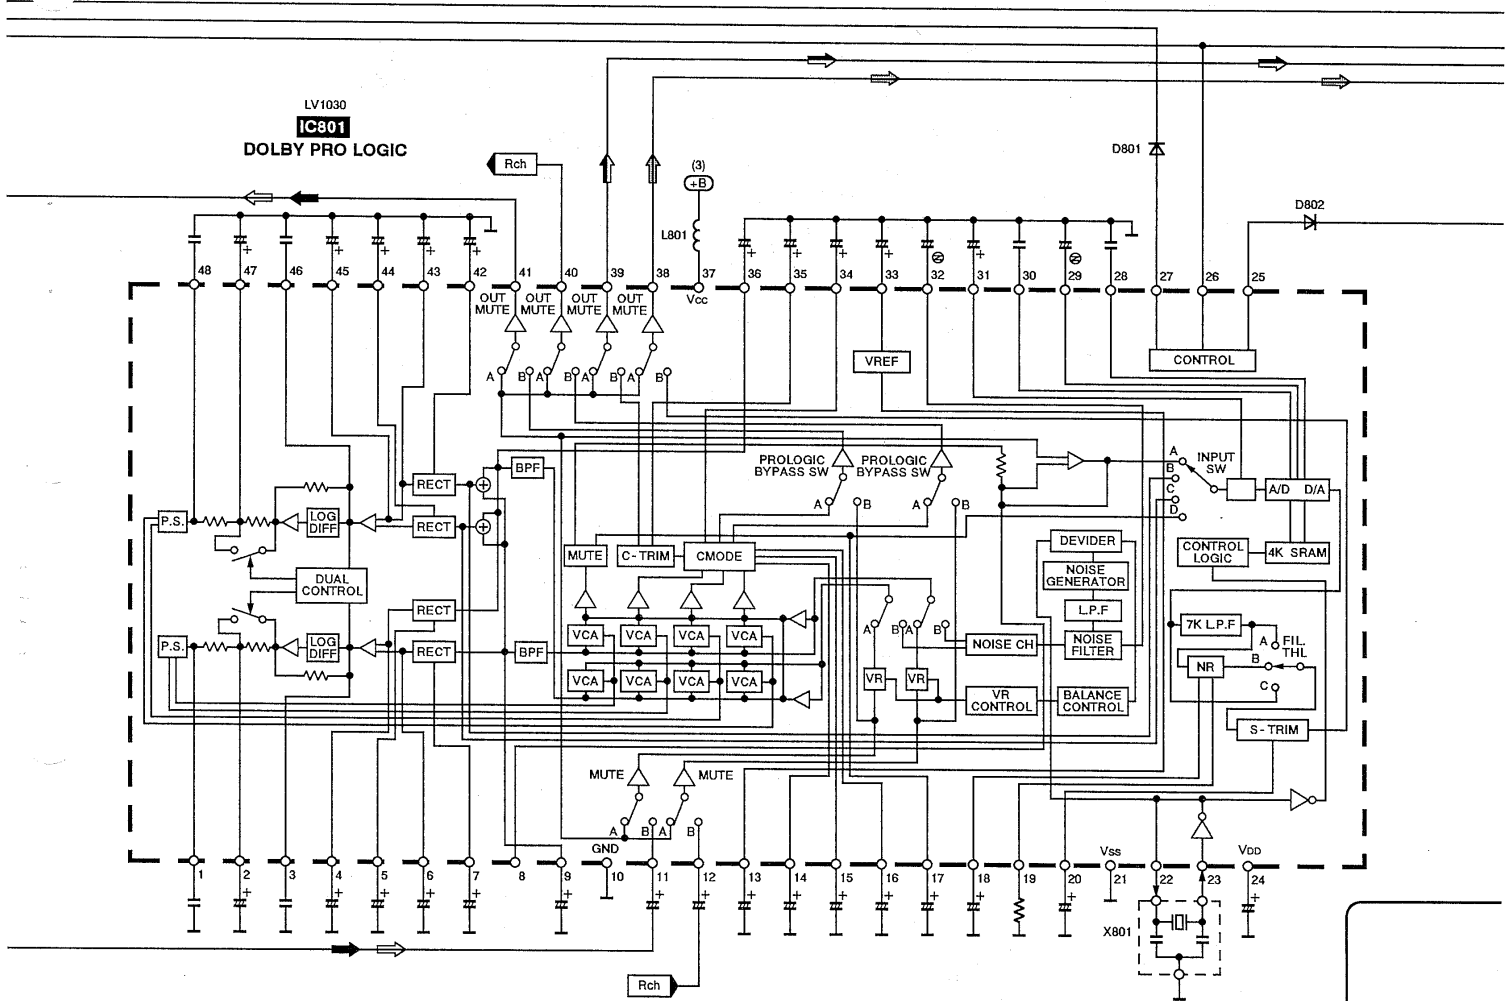 LV1030
IC801
DOLBY PRO LOGIC
Rch
(3)
+B
L801
D801
D802
48 47 46 45 44 43 42 41 40 39 38 37 36 35 34 33 32 31 30 29 28 27 26 25
+ + + + + + + + + + +
OUT MUTE OUT MUTE OUT MUTE OUT MUTE
Vcc
A B A B A B A B
VREF
CONTROL
RECT
BPF
PROLOGIC BYPASS SW
PROLOGIC BYPASS SW
A B A B
INPUT SW
A
B
C
D
A/D D/A
P.S.
LOG DIFF
RECT
MUTE
C-TRIM
CMODE
DEVIDER
CONTROL LOGIC
4K SRAM
NOISE GENERATOR
DUAL CONTROL
RECT
L.P.F
7K L.P.F
A
FIL THL
B
C
P.S.
LOG DIFF
RECT
BPF
VCA VCA VCA VCA
A B A B
NOISE CH
NOISE FILTER
NR
VCA VCA VCA VCA
VR VR
VR CONTROL
BALANCE CONTROL
S-TRIM
MUTE MUTE
A B A B
GND
Vss
VDD
1 2 3 4 5 6 7 8 9 10 11 12 13 14 15 16 17 18 19 20 21 22 23 24
+ + + + + + + + + + + + + + + +
X801
Rch